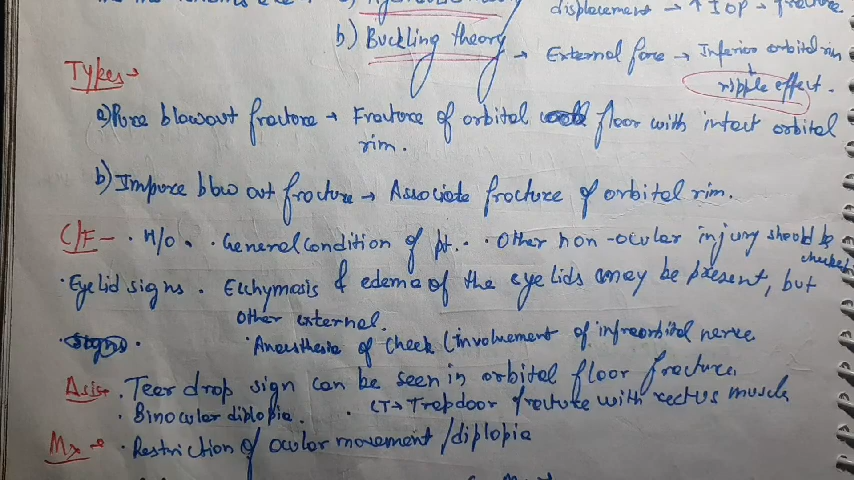 displacement → ↑ IOP → fracture
b) Buckling theory → External force → Inferior orbital rim
↓
ripple effect.
Types →
a) Pure blowout fracture → Fracture of orbital floor with intact orbital
rim.
b) Impure blow out fracture → Associate fracture of orbital rim.
C/F - · H/O · · General condition of pt. · · Other non-ocular injury should be
checked
· Eyelid signs · Ecchymosis & edema of the eyelids may be present, but
other external.
· Signs · · Anaesthesia of cheek (involvement of infraorbital nerve
· Tear drop sign can be seen in orbital floor fracture.
· Binocular diplopia. · CT → Trapdoor fracture with rectus muscle
Mx → · Restriction of ocular movement / diplopia